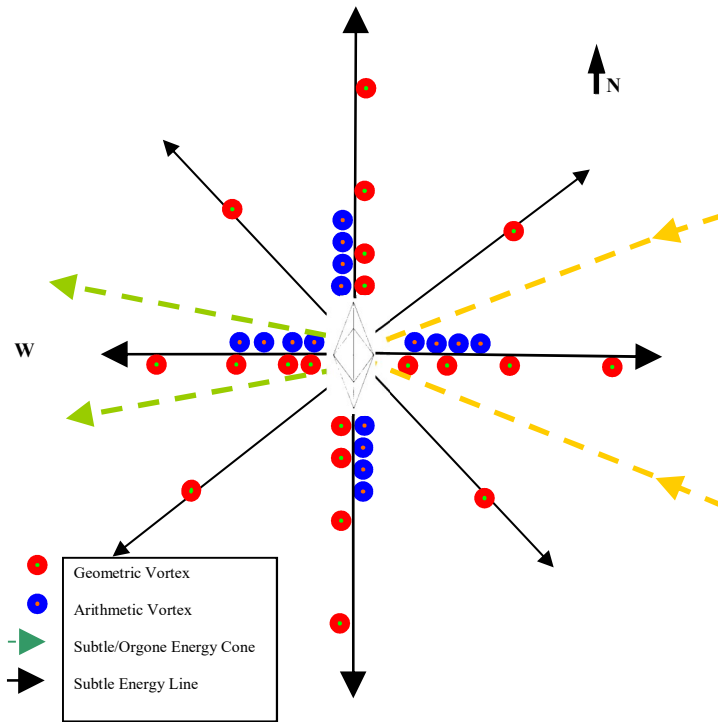 N
W
Geometric Vortex
Arithmetic Vortex
Subtle/Orgone Energy Cone
Subtle Energy Line